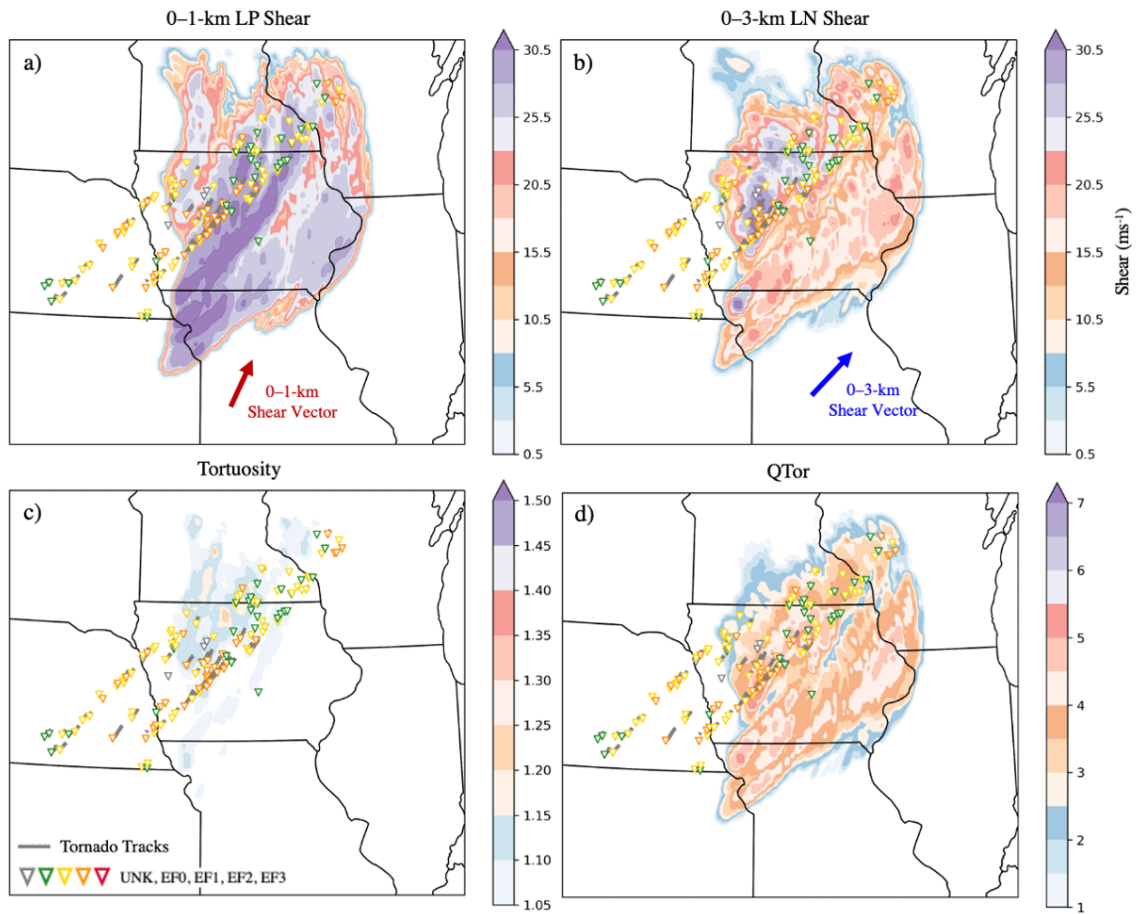 0–1-km LP Shear
0–3-km LN Shear
a)
30.5
25.5
20.5
15.5
10.5
5.5
0.5
0–1-km
Shear Vector
b)
30.5
25.5
20.5
15.5
10.5
5.5
0.5
Shear (ms⁻¹)
0–3-km
Shear Vector
Tortuosity
QTor
c)
1.50
1.45
1.40
1.35
1.30
1.25
1.20
1.15
1.10
1.05
Tornado Tracks
UNK, EF0, EF1, EF2, EF3
d)
7
6
5
4
3
2
1